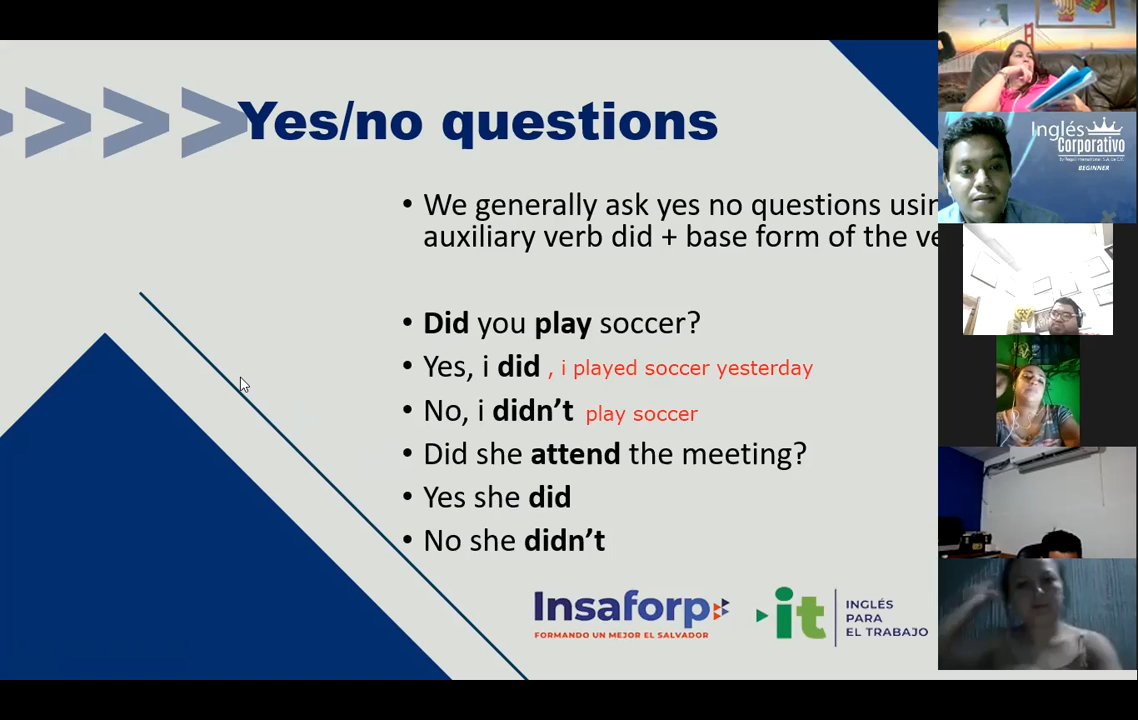 Yes/no questions
• We generally ask yes no questions
auxiliary verb did + base form of the
• Did you play soccer?
• Yes, i did , i played soccer yesterday
• No, i didn't play soccer
• Did she attend the meeting?
• Yes she did
• No she didn't
Insaforp
FORMANDO UN MEJOR EL SALVADOR
it
INGLÉS
PARA
EL TRABAJO
Inglés
Corporativo
BEGINNER